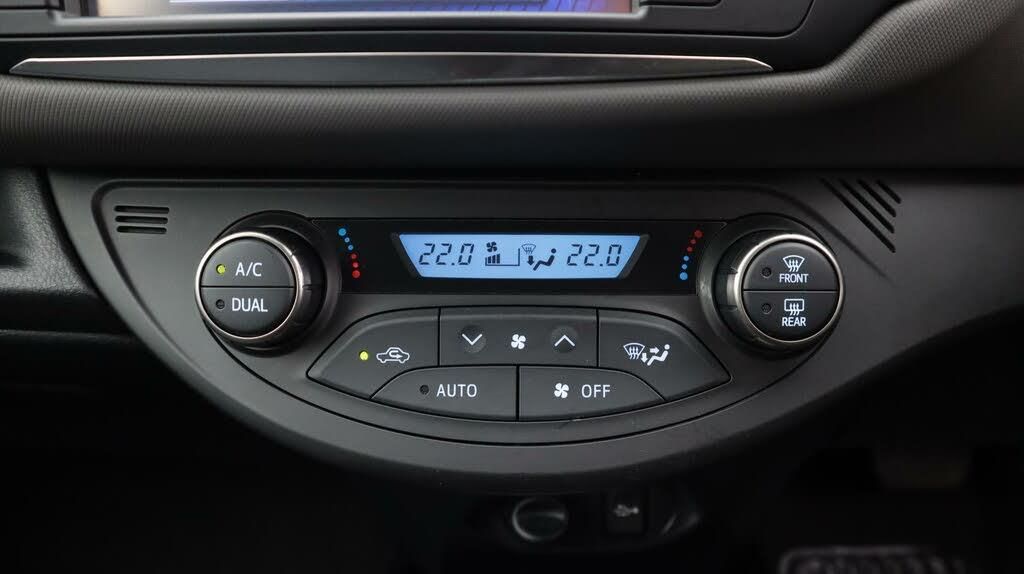 22.0 22.0
A/C
DUAL
FRONT
REAR
AUTO
OFF